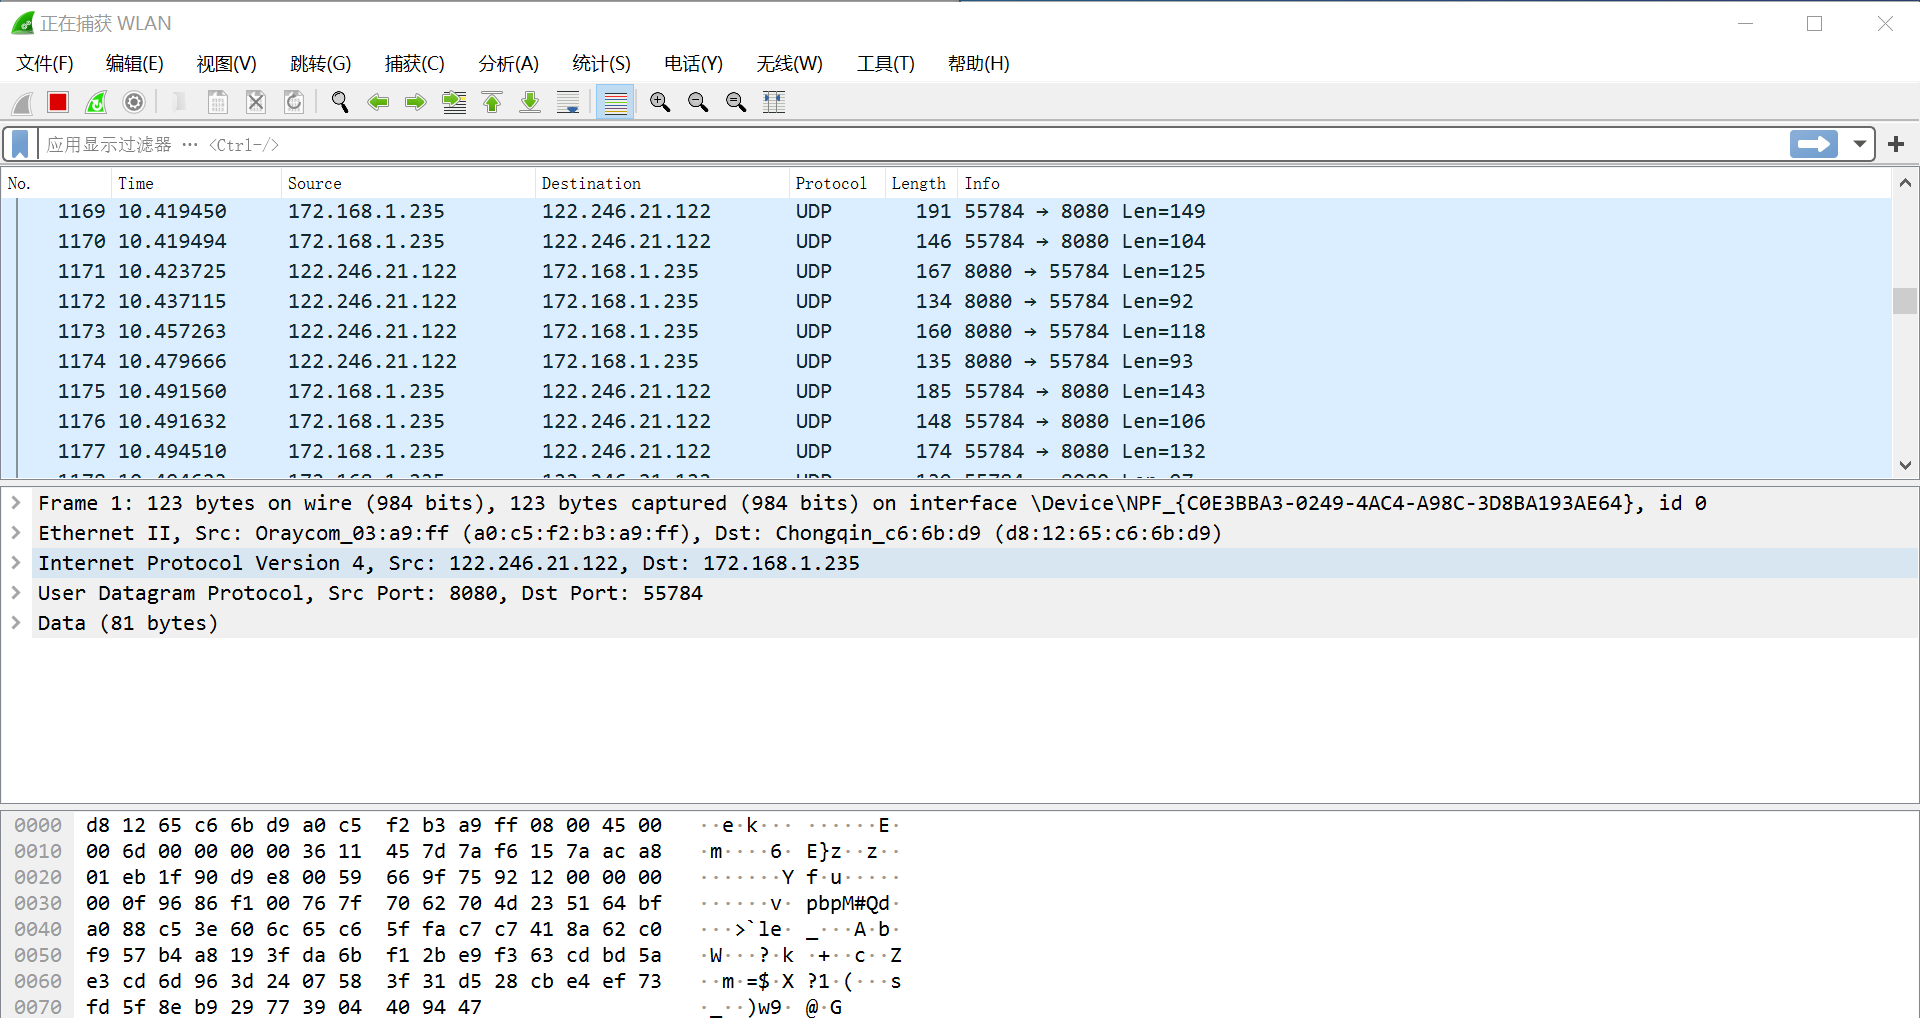 正在捕获 WLAN
文件(F) 编辑(E) 视图(V) 跳转(G) 捕获(C) 分析(A) 统计(S) 电话(Y) 无线(W) 工具(T) 帮助(H)
应用显示过滤器 … <Ctrl-/>
No. Time Source Destination Protocol Length Info
1169 10.419450 172.168.1.235 122.246.21.122 UDP 191 55784 → 8080 Len=149
1170 10.419494 172.168.1.235 122.246.21.122 UDP 146 55784 → 8080 Len=104
1171 10.423725 122.246.21.122 172.168.1.235 UDP 167 8080 → 55784 Len=125
1172 10.437115 122.246.21.122 172.168.1.235 UDP 134 8080 → 55784 Len=92
1173 10.457263 122.246.21.122 172.168.1.235 UDP 160 8080 → 55784 Len=118
1174 10.479666 122.246.21.122 172.168.1.235 UDP 135 8080 → 55784 Len=93
1175 10.491560 172.168.1.235 122.246.21.122 UDP 185 55784 → 8080 Len=143
1176 10.491632 172.168.1.235 122.246.21.122 UDP 148 55784 → 8080 Len=106
1177 10.494510 172.168.1.235 122.246.21.122 UDP 174 55784 → 8080 Len=132
Frame 1: 123 bytes on wire (984 bits), 123 bytes captured (984 bits) on interface \Device\NPF_{C0E3BBA3-0249-4AC4-A98C-3D8BA193AE64}, id 0
Ethernet II, Src: Oraycom_03:a9:ff (a0:c5:f2:b3:a9:ff), Dst: Chongqin_c6:6b:d9 (d8:12:65:c6:6b:d9)
Internet Protocol Version 4, Src: 122.246.21.122, Dst: 172.168.1.235
User Datagram Protocol, Src Port: 8080, Dst Port: 55784
Data (81 bytes)
0000 d8 12 65 c6 6b d9 a0 c5 f2 b3 a9 ff 08 00 45 00 ··e·k··· ······E·
0010 00 6d 00 00 00 00 36 11 45 7d 7a f6 15 7a ac a8 ·m····6· E}z··z··
0020 01 eb 1f 90 d9 e8 00 59 66 9f 75 92 12 00 00 00 ·······Y f·u·····
0030 00 0f 96 86 f1 00 76 7f 70 62 70 4d 23 51 64 bf ······v· pbpM#Qd·
0040 a0 88 c5 3e 60 6c 65 c6 5f fa c7 c7 41 8a 62 c0 ···>`le· _···A·b·
0050 f9 57 b4 a8 19 3f da 6b f1 2b e9 f3 63 cd bd 5a ·W···?·k ·+··c··Z
0060 e3 cd 6d 96 3d 24 07 58 3f 31 d5 28 cb e4 ef 73 ··m·=$·X ?1·(···s
0070 fd 5f 8e b9 29 77 39 04 40 94 47 ·_··)w9· @·G